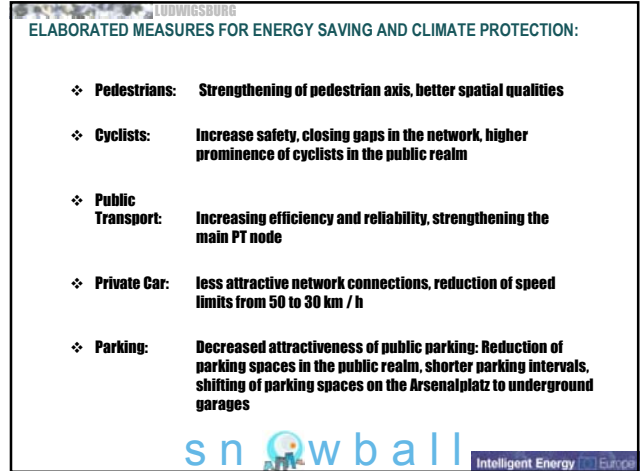 LUDWIGSBURG
ELABORATED MEASURES FOR ENERGY SAVING AND CLIMATE PROTECTION:
❖ Pedestrians: Strengthening of pedestrian axis, better spatial qualities
❖ Cyclists: Increase safety, closing gaps in the network, higher
prominence of cyclists in the public realm
❖ Public
Transport: Increasing efficiency and reliability, strengthening the
main PT node
❖ Private Car: less attractive network connections, reduction of speed
limits from 50 to 30 km / h
❖ Parking: Decreased attractiveness of public parking: Reduction of
parking spaces in the public realm, shorter parking intervals,
shifting of parking spaces on the Arsenalplatz to underground
garages
snowball
Intelligent Energy Europe